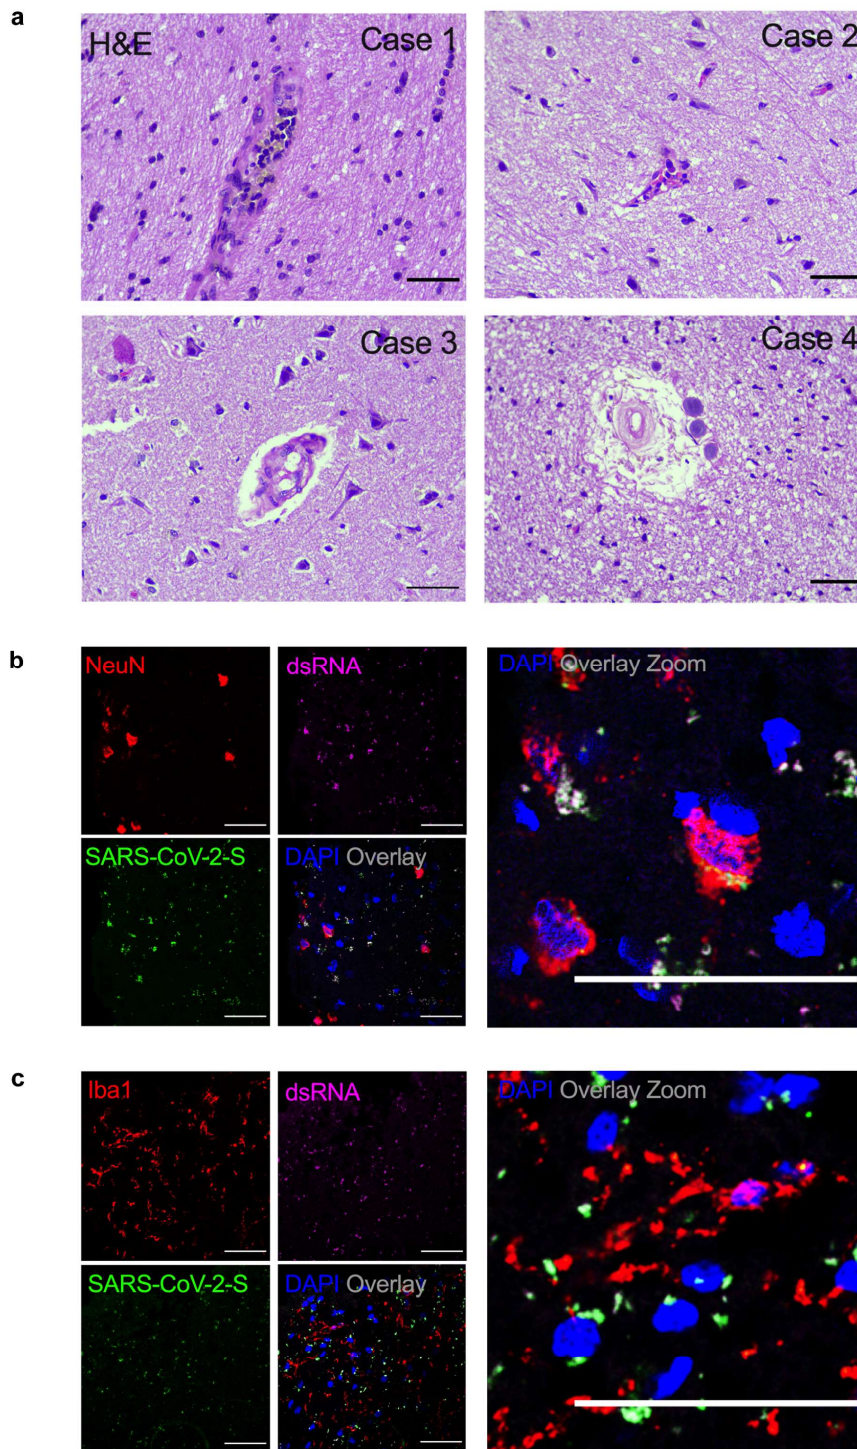 a
H&E
Case 1
Case 2
Case 3
Case 4
b
NeuN
dsRNA
DAPI Overlay Zoom
SARS-CoV-2-S
DAPI Overlay
c
Iba1
dsRNA
DAPI Overlay Zoom
SARS-CoV-2-S
DAPI Overlay